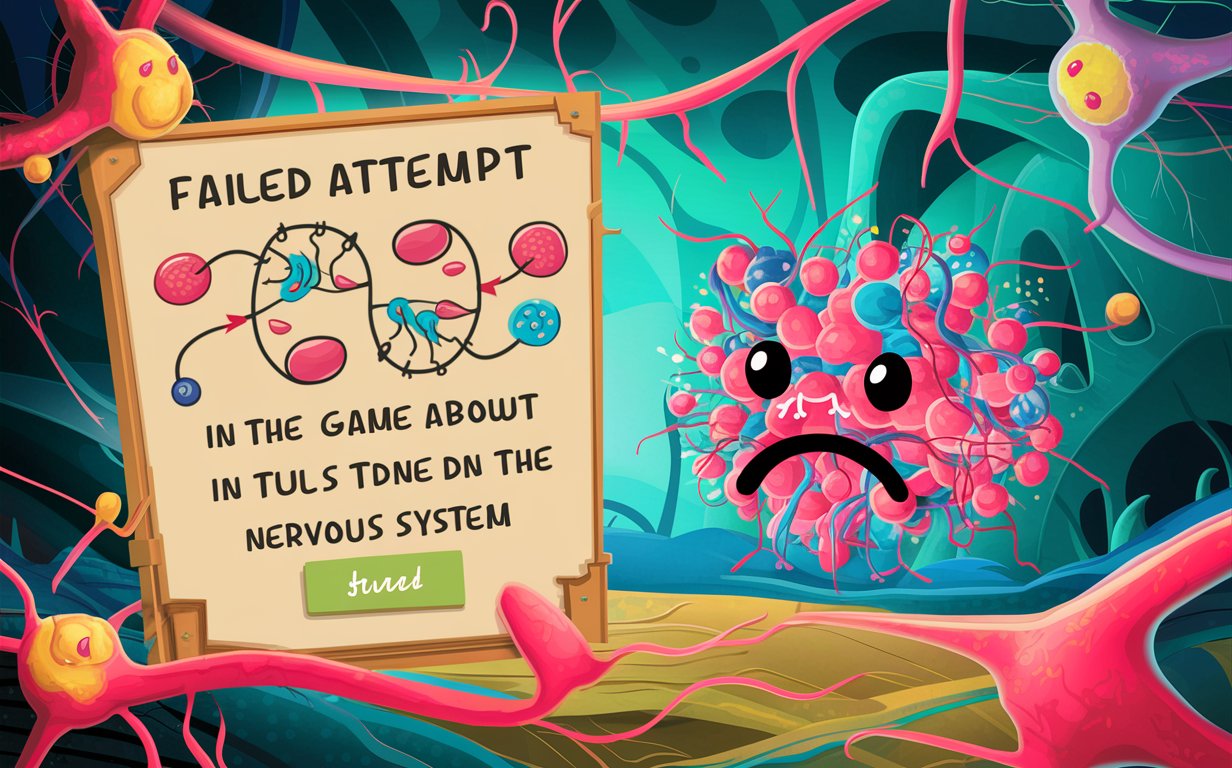 FAILED ATTEMPT
IN THE GAME ABOWT
IN TULS TDNE DN THE
NERVOUS SYSTEM